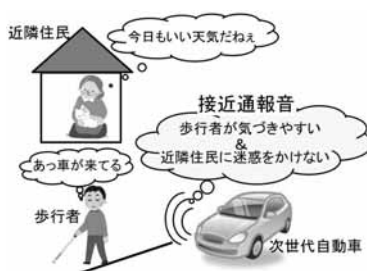 近隣住民
今日もいい天気だねぇ
接近通報音
歩行者が気づきやすい
&
近隣住民に迷惑をかけない
あっ車が来てる
歩行者
次世代自動車